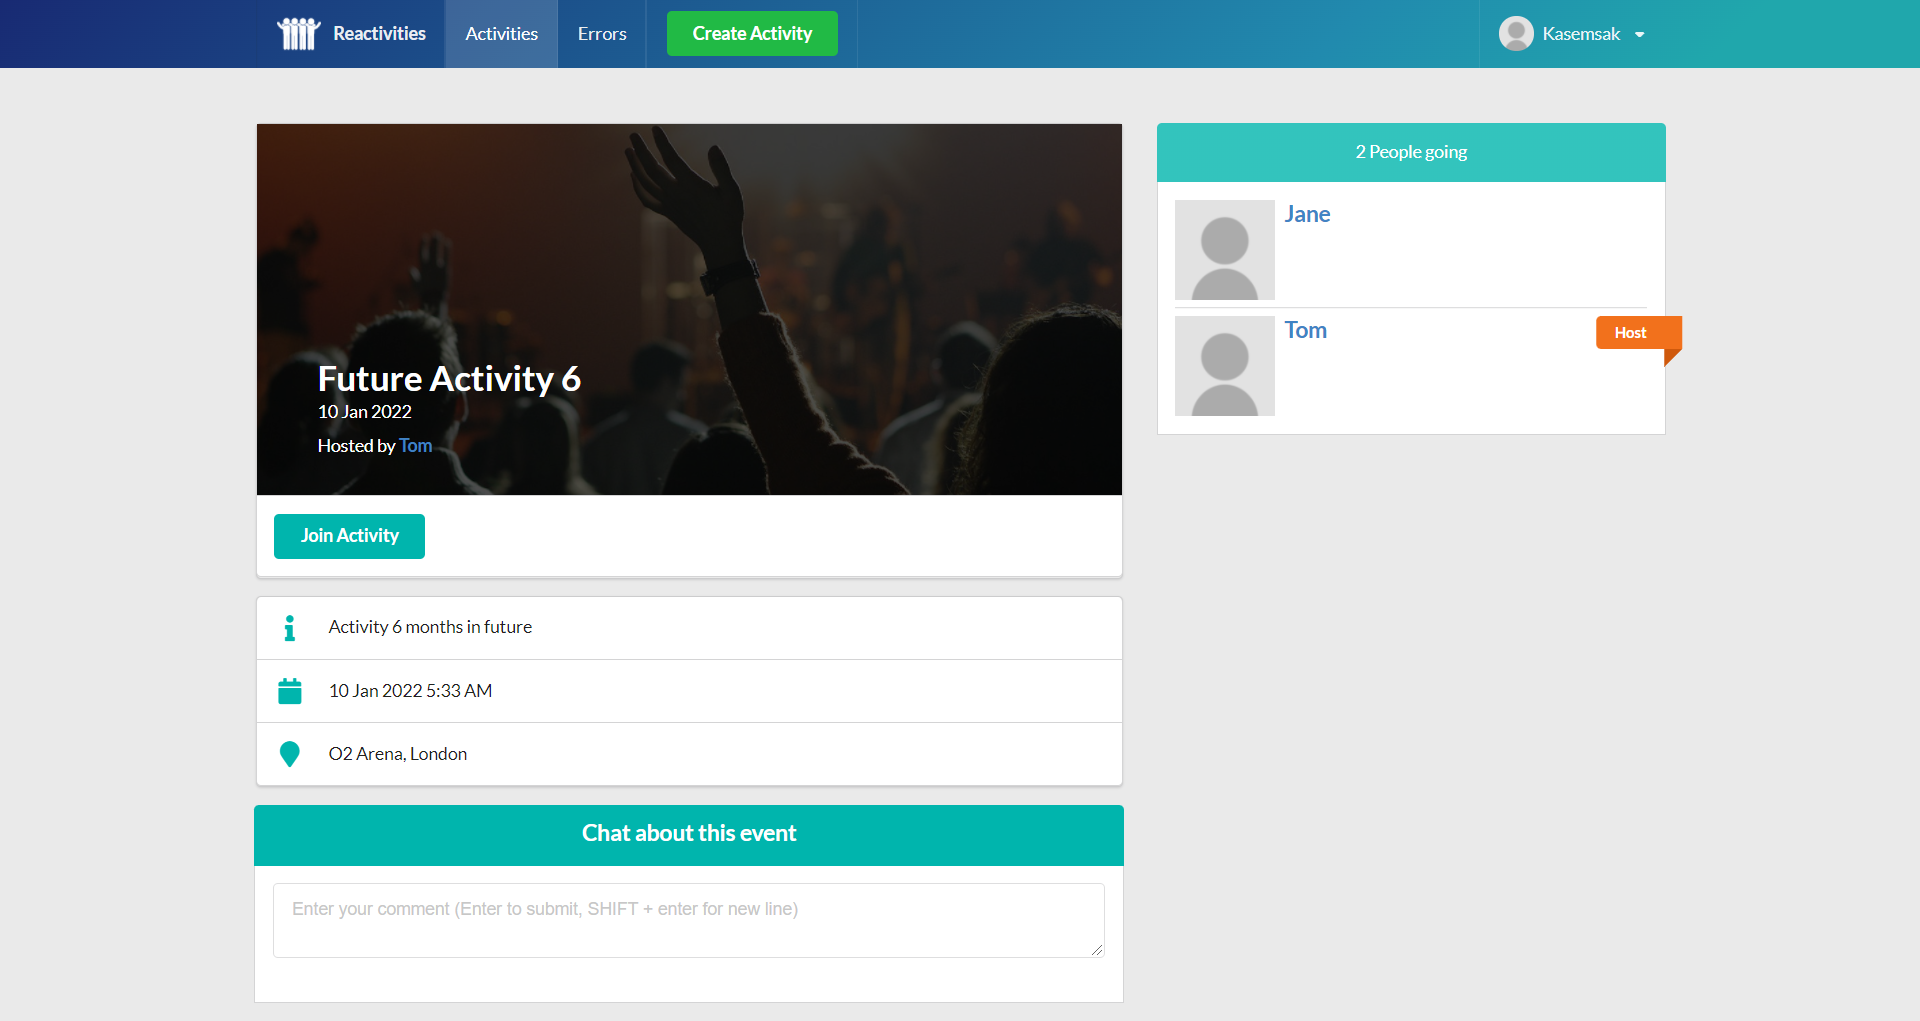 Reactivities
Activities
Errors
Create Activity
Kasemsak
Future Activity 6
10 Jan 2022
Hosted by Tom
Join Activity
Activity 6 months in future
10 Jan 2022 5:33 AM
O2 Arena, London
Chat about this event
Enter your comment (Enter to submit, SHIFT + enter for new line)
2 People going
Jane
Tom
Host